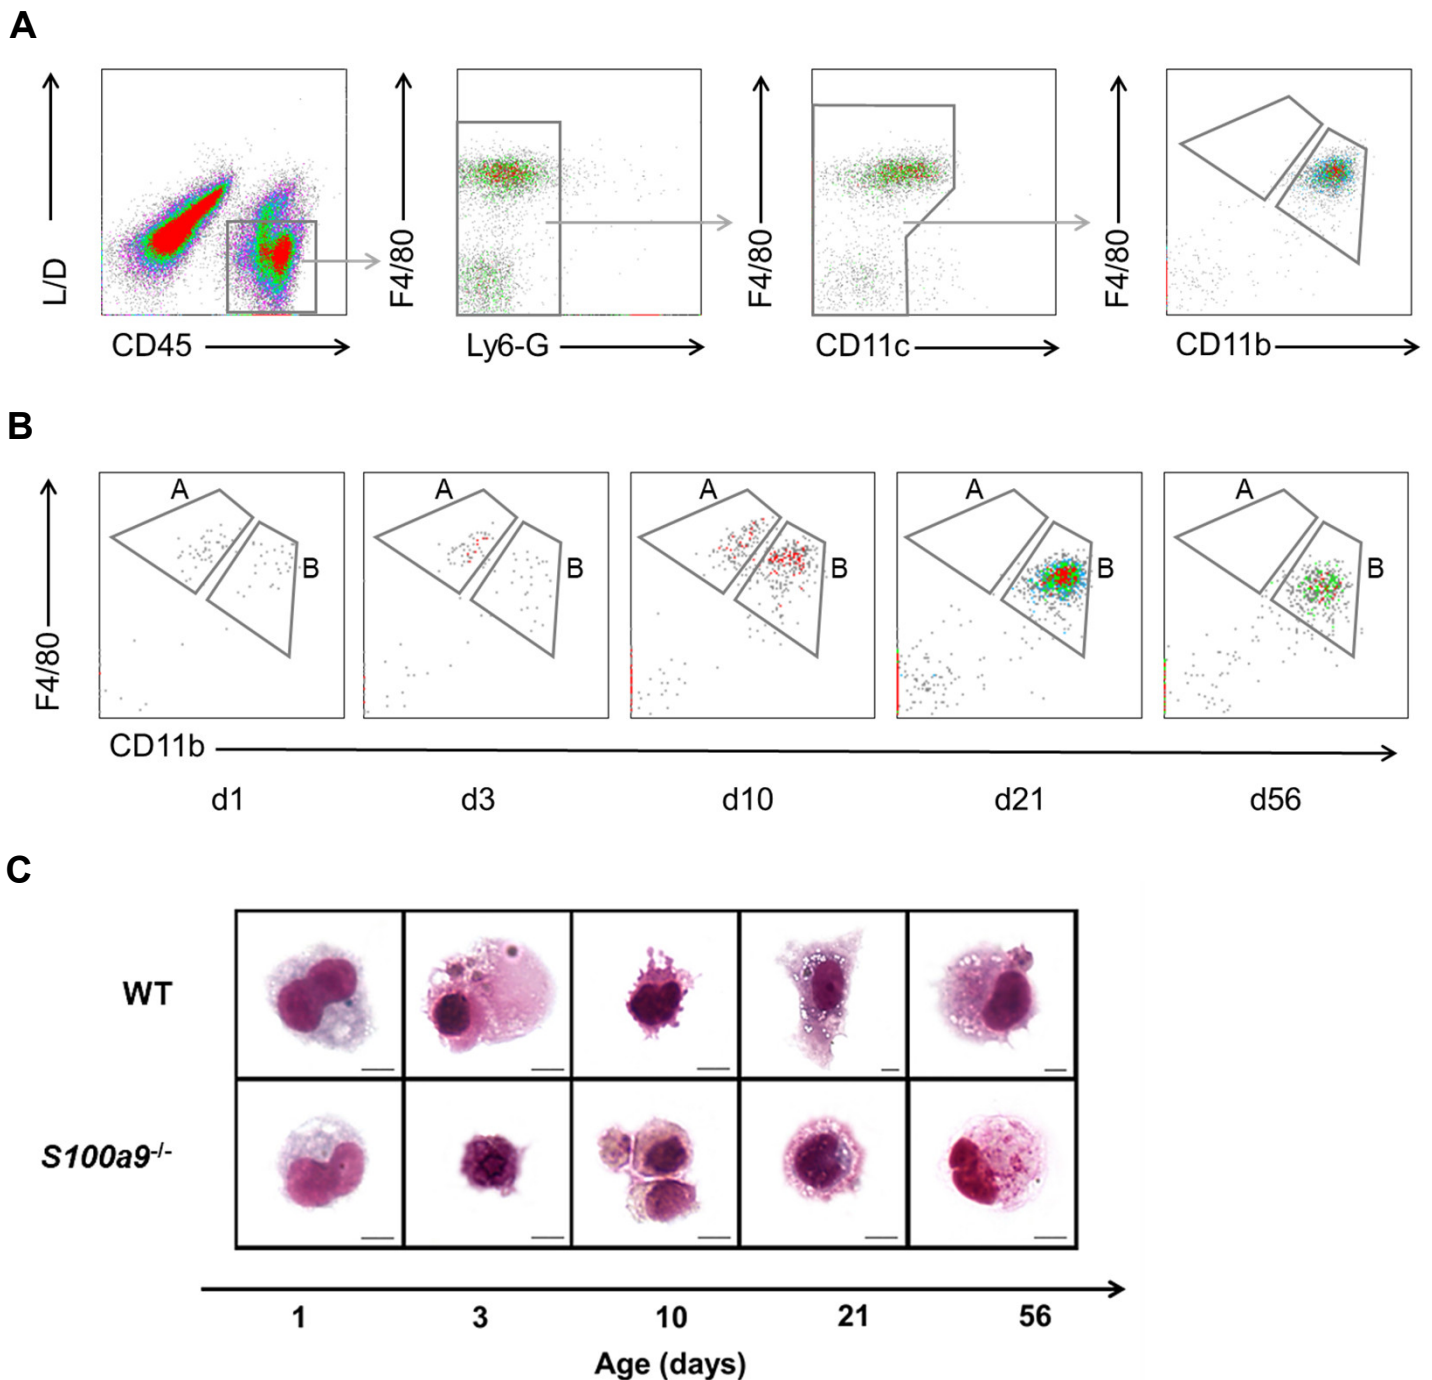 A
L/D
CD45
F4/80
Ly6-G
F4/80
CD11c
F4/80
CD11b
B
F4/80
A
B
A
B
A
B
A
B
A
B
CD11b
d1
d3
d10
d21
d56
C
WT
S100a9-/-
1
3
10
21
56
Age (days)